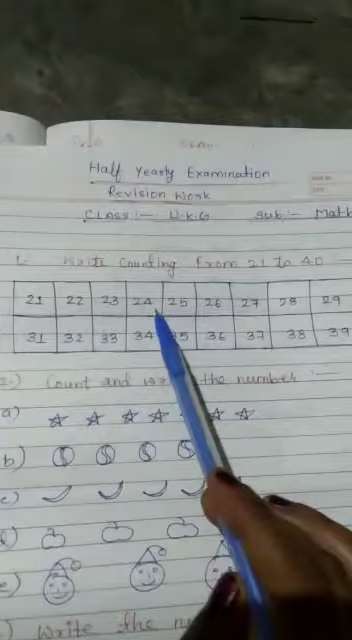 Half Yearly Examination
Revision Work
Class :- U.K.G Sub :- Math
1. Write Counting from 21 to 40
21 22 23 24 25 26 27 28 29
31 32 33 34 35 36 37 38 39
2.) Count and the number :-
a)
b)
c)
d)
e)
) Write the